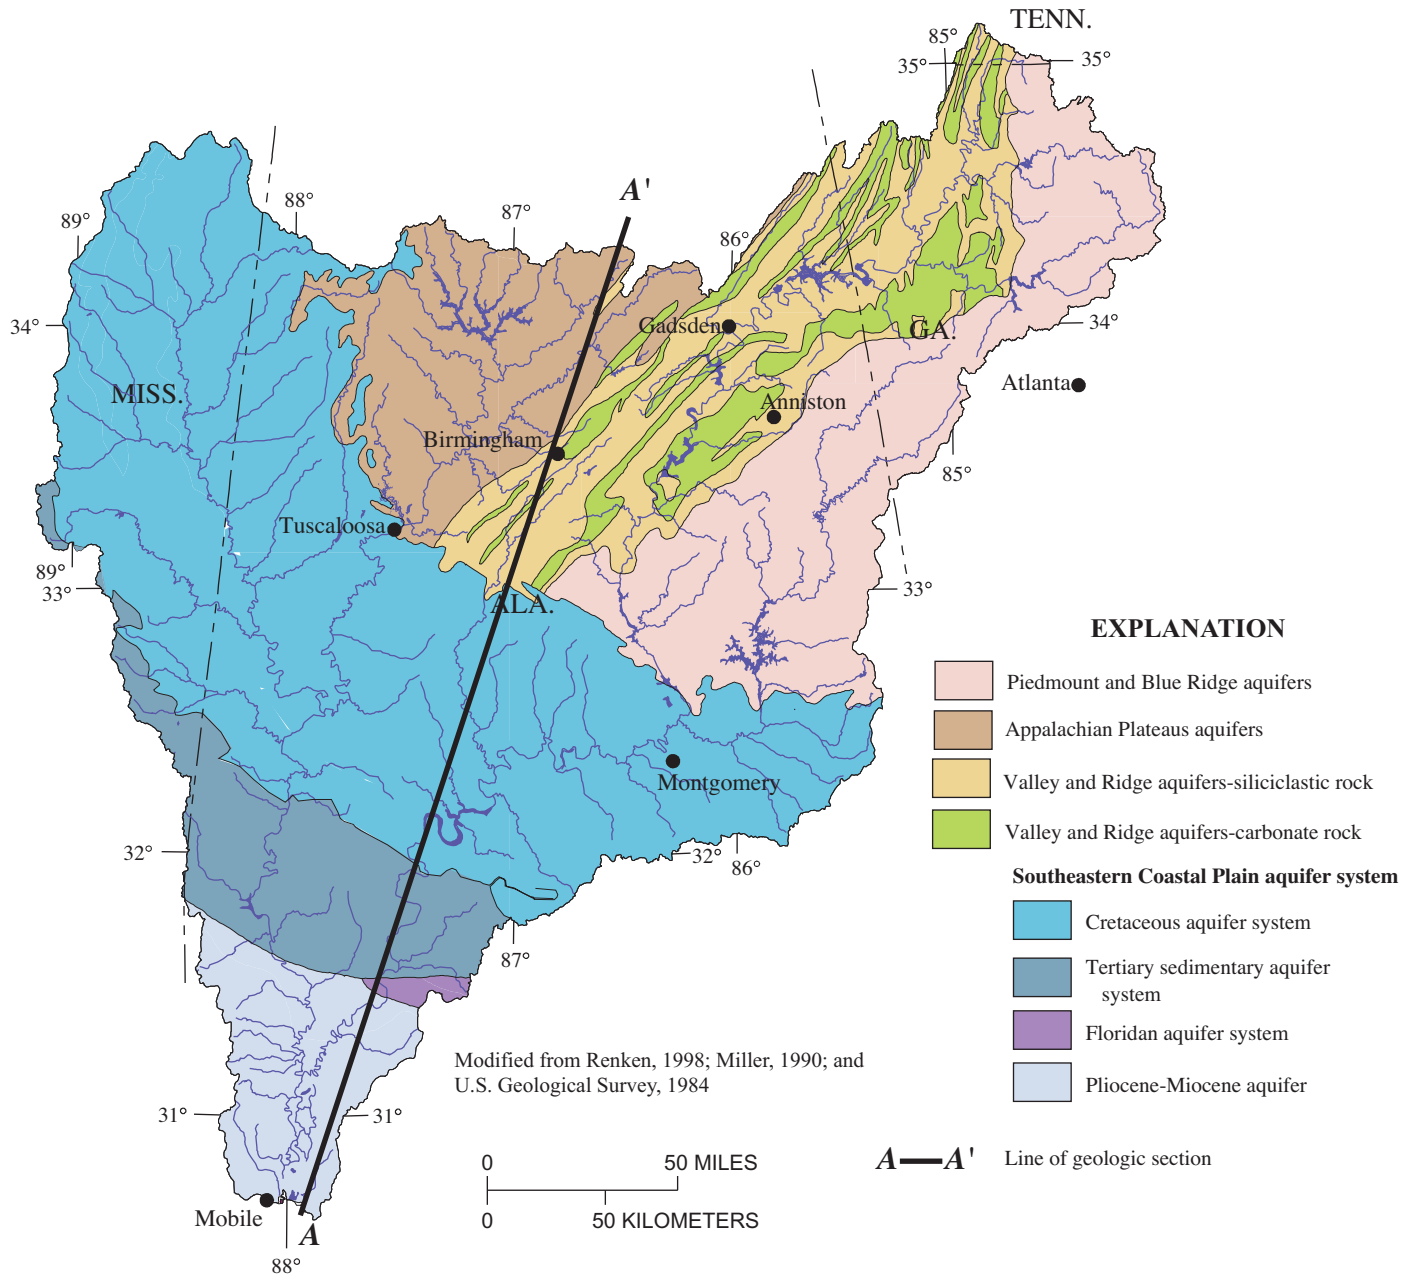 TENN.
85°
35°
35°
A'
88°
87°
89°
86°
34°
Gadsden
GA.
34°
MISS.
Atlanta
Anniston
Birmingham
85°
Tuscaloosa
89°
33°
33°
ALA.
EXPLANATION
Piedmount and Blue Ridge aquifers
Appalachian Plateaus aquifers
Valley and Ridge aquifers-siliciclastic rock
Valley and Ridge aquifers-carbonate rock
Southeastern Coastal Plain aquifer system
Cretaceous aquifer system
Tertiary sedimentary aquifer
system
Floridan aquifer system
Pliocene-Miocene aquifer
A A' Line of geologic section
Montgomery
32°
32°
86°
87°
Modified from Renken, 1998; Miller, 1990; and
U.S. Geological Survey, 1984
31°
31°
0 50 MILES
0 50 KILOMETERS
Mobile
A
88°